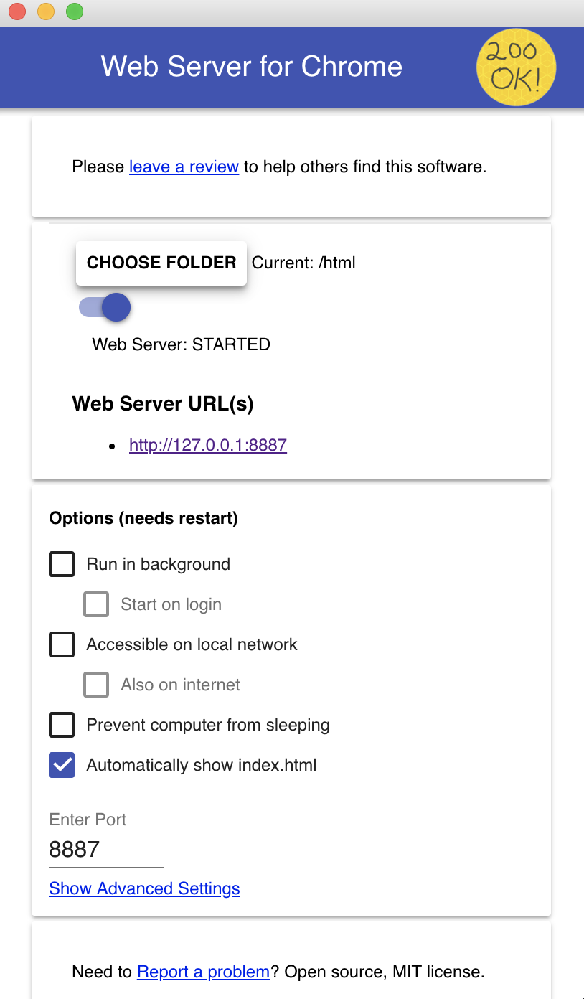 Web Server for Chrome
200
OK!
Please leave a review to help others find this software.
CHOOSE FOLDER Current: /html
Web Server: STARTED
Web Server URL(s)
http://127.0.0.1:8887
Options (needs restart)
Run in background
Start on login
Accessible on local network
Also on internet
Prevent computer from sleeping
Automatically show index.html
Enter Port
8887
Show Advanced Settings
Need to Report a problem? Open source, MIT license.